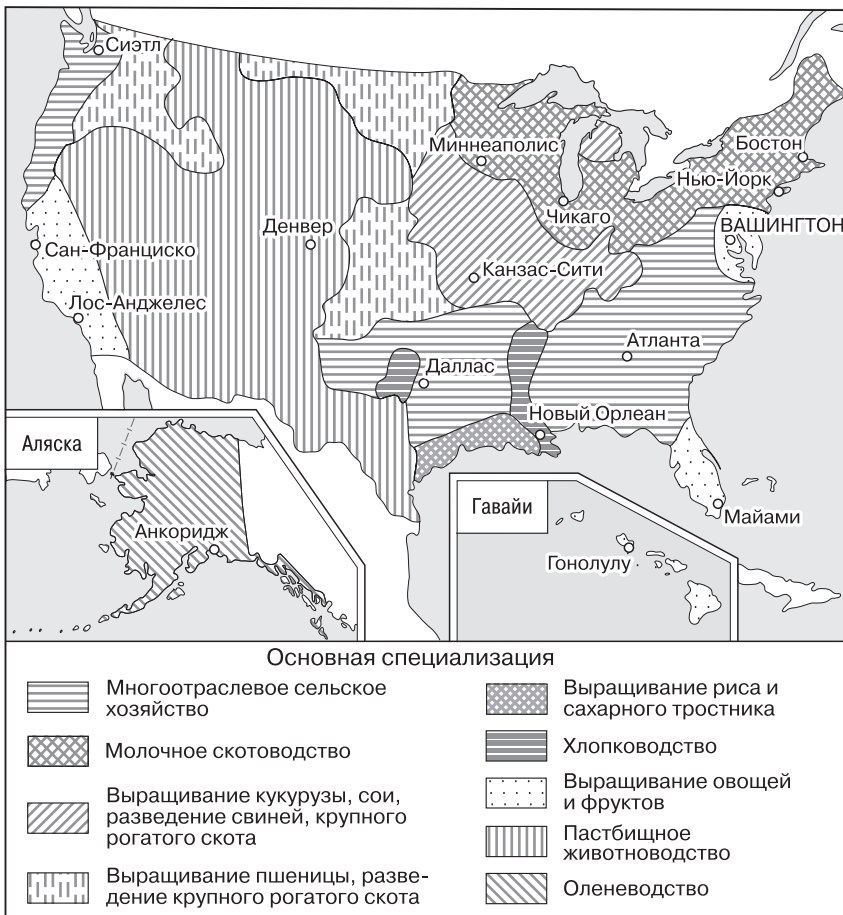 Сиэтл
Миннеаполис
Бостон
Нью-Йорк
Чикаго
ВАШИНГТОН
Денвер
Сан-Франциско
Канзас-Сити
Лос-Анджелес
Атланта
Даллас
Новый Орлеан
Аляска
Анкоридж
Гавайи
Майами
Гонолулу
Основная специализация
Многоотраслевое сельское
хозяйство
Молочное скотоводство
Выращивание кукурузы, сои,
разведение свиней, крупного
рогатого скота
Выращивание пшеницы, разве-
дение крупного рогатого скота
Выращивание риса и
сахарного тростника
Хлопководство
Выращивание овощей
и фруктов
Пастбищное
животноводство
Оленеводство